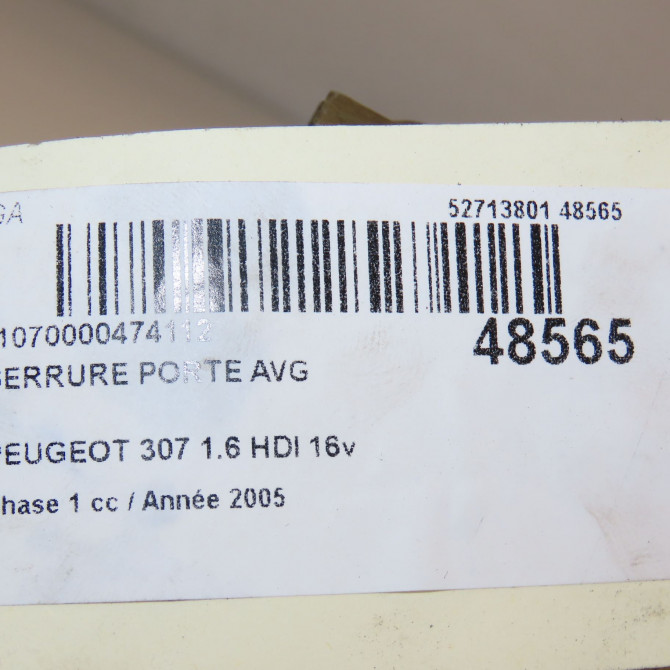 GA
52713801 48565
1070000474112
48565
SERRURE PORTE AVG
PEUGEOT 307 1.6 HDI 16v
hase 1 cc / Année 2005